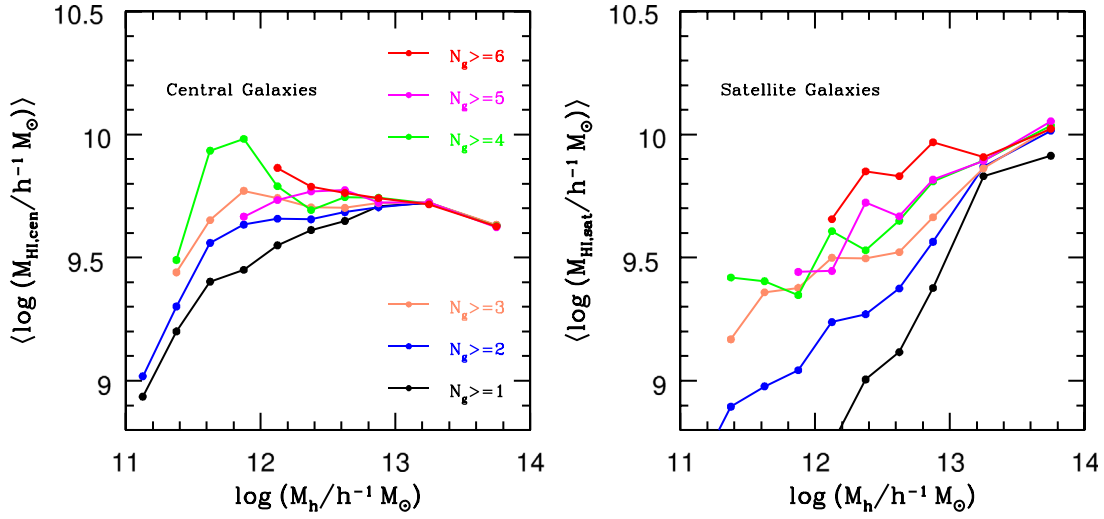 10.5
10
9.5
9
11
12
13
14
⟨log (M_HI,cen/h⁻¹ M_⊙)⟩
log (M_h/h⁻¹ M_⊙)
Central Galaxies
N_g>=6
N_g>=5
N_g>=4
N_g>=3
N_g>=2
N_g>=1
10.5
10
9.5
9
11
12
13
14
⟨log (M_HI,sat/h⁻¹ M_⊙)⟩
log (M_h/h⁻¹ M_⊙)
Satellite Galaxies